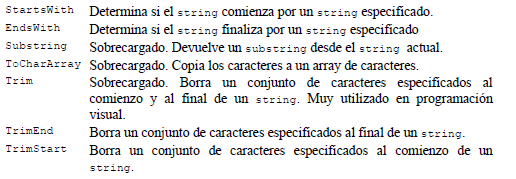 StartsWith Determina si el string comienza por un string especificado.
EndsWith Determina si el string finaliza por un string especificado
Substring Sobrecargado. Devuelve un substring desde el string actual.
ToCharArray Sobrecargado. Copia los caracteres a un array de caracteres.
Trim Sobrecargado. Borra un conjunto de caracteres especificados al
comienzo y al final de un string. Muy utilizado en programación
visual.
TrimEnd Borra un conjunto de caracteres especificados al final de un string.
TrimStart Borra un conjunto de caracteres especificados al comienzo de un
string.